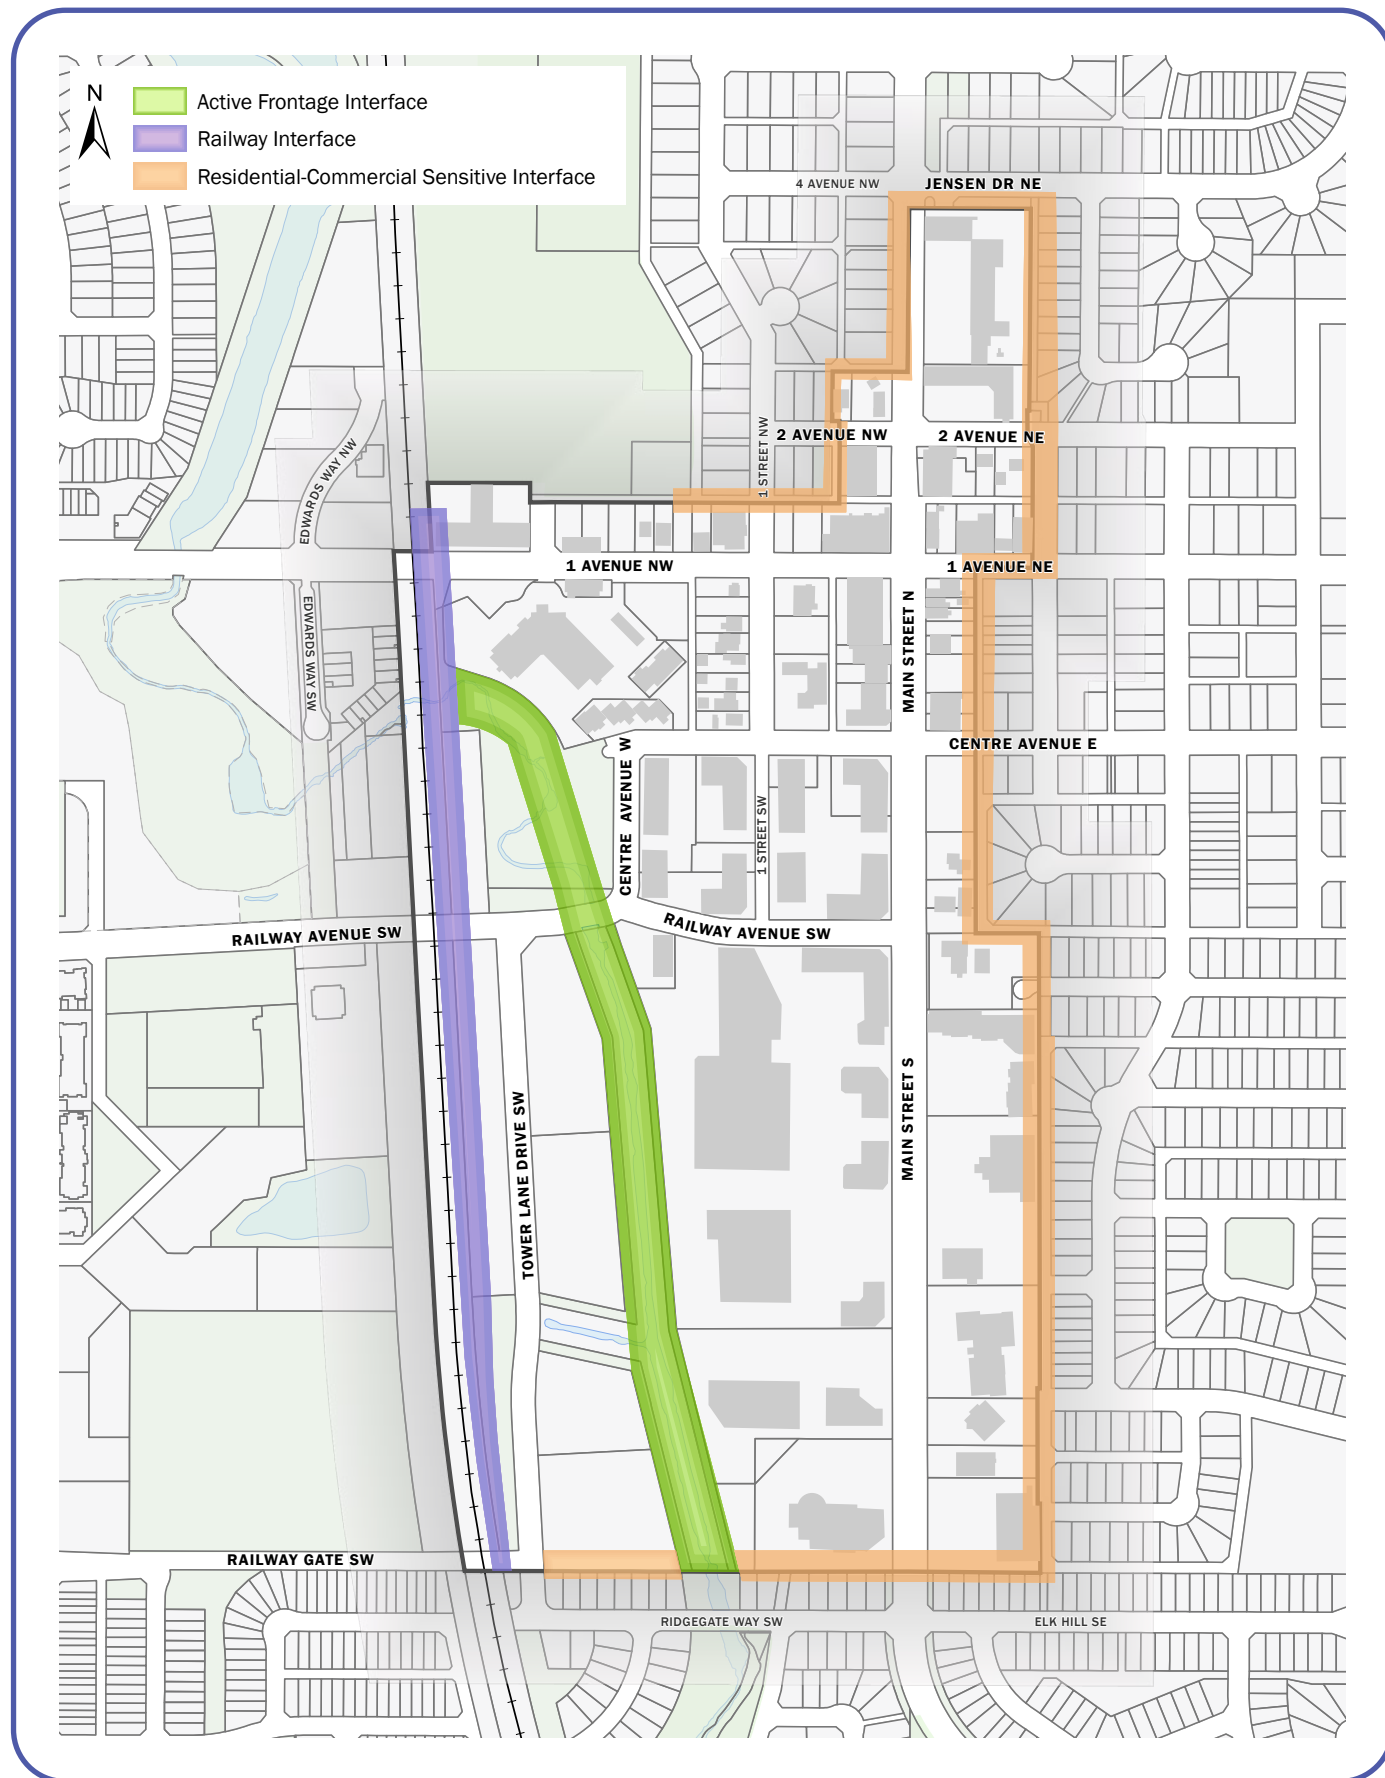 N
Active Frontage Interface
Railway Interface
Residential-Commercial Sensitive Interface
4 AVENUE NW
JENSEN DR NE
1 STREET NW
2 AVENUE NW
2 AVENUE NE
EDWARDS WAY NW
1 AVENUE NW
1 AVENUE NE
EDWARDS WAY SW
MAIN STREET N
CENTRE AVENUE W
CENTRE AVENUE E
1 STREET SW
RAILWAY AVENUE SW
RAILWAY AVENUE SW
MAIN STREET S
TOWER LANE DRIVE SW
RAILWAY GATE SW
RIDGEGATE WAY SW
ELK HILL SE